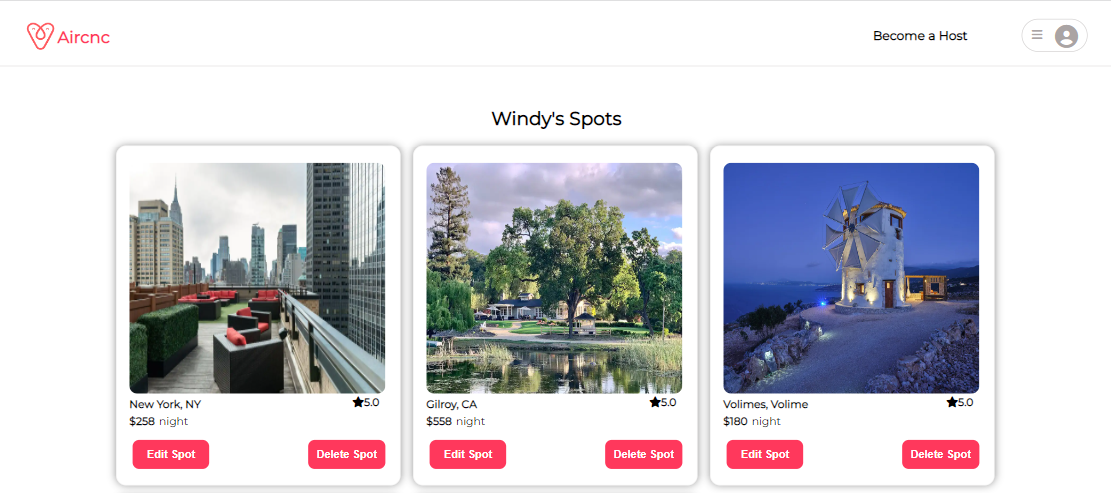 Aircnc
Become a Host
Windy's Spots
New York, NY
5.0
$258 night
Edit Spot
Delete Spot
Gilroy, CA
5.0
$558 night
Edit Spot
Delete Spot
Volimes, Volime
5.0
$180 night
Edit Spot
Delete Spot